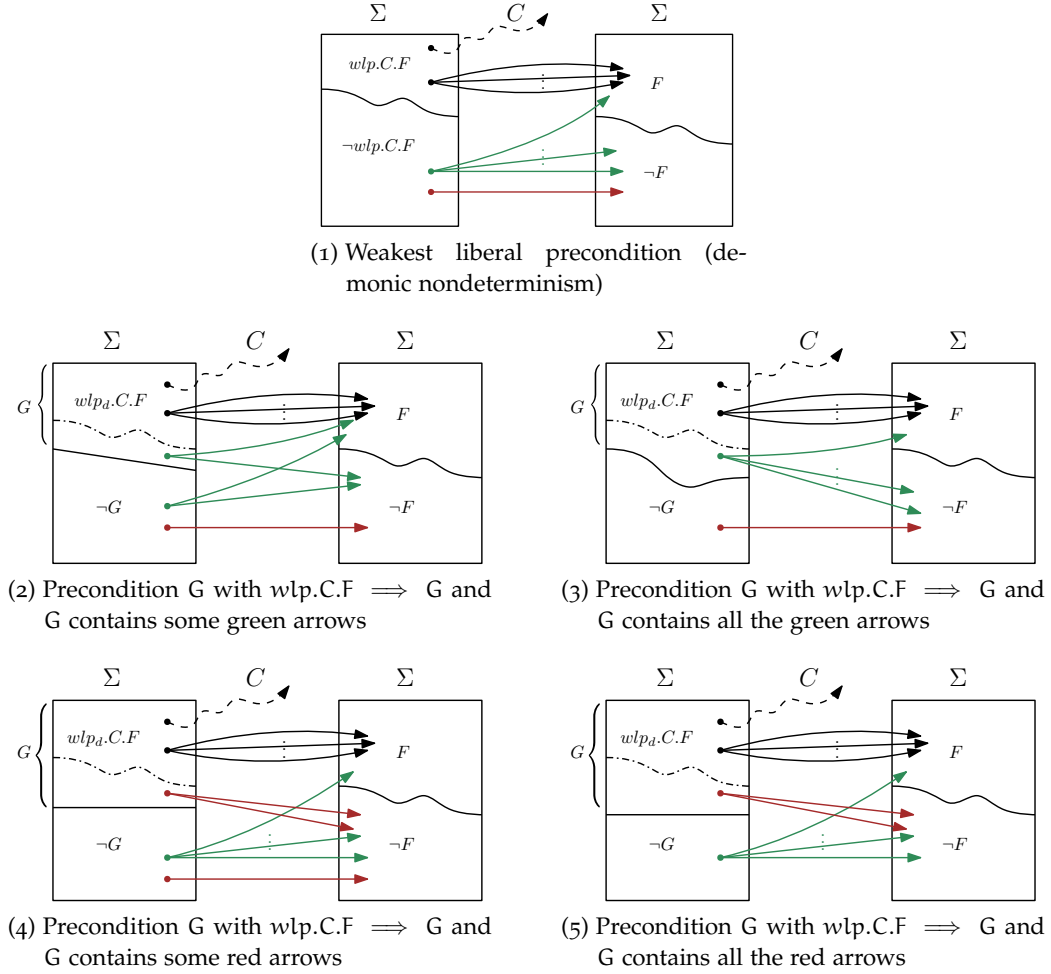 Σ C Σ
wlp.C.F
F
¬wlp.C.F
¬F
(1) Weakest liberal precondition (de-
monic nondeterminism)
Σ C Σ
G wlp_d.C.F F
¬G ¬F
(2) Precondition G with wlp.C.F ⟹ G and
G contains some green arrows
Σ C Σ
G wlp_d.C.F F
¬G ¬F
(3) Precondition G with wlp.C.F ⟹ G and
G contains all the green arrows
Σ C Σ
G wlp_d.C.F F
¬G ¬F
(4) Precondition G with wlp.C.F ⟹ G and
G contains some red arrows
Σ C Σ
G wlp_d.C.F F
¬G ¬F
(5) Precondition G with wlp.C.F ⟹ G and
G contains all the red arrows